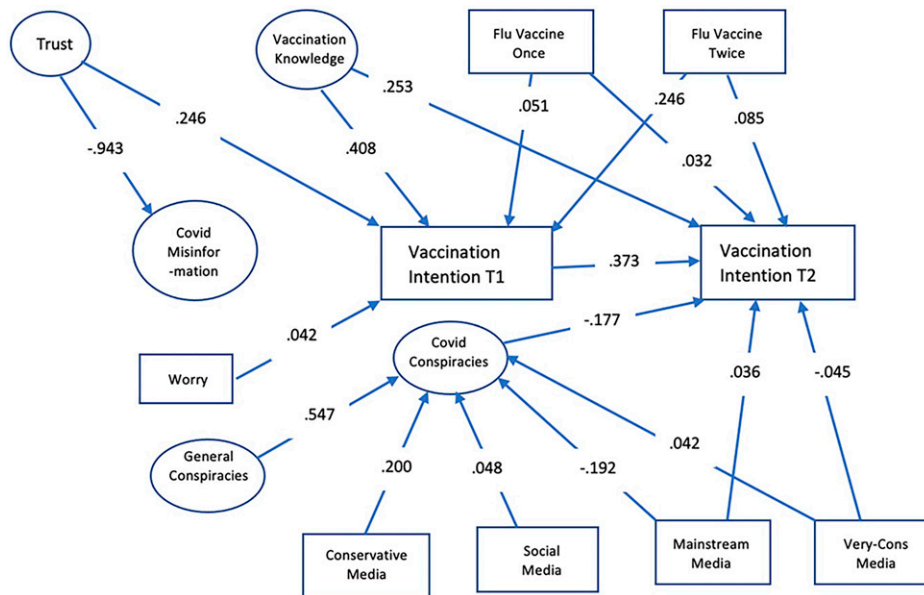 Trust
Vaccination
Knowledge
Flu Vaccine
Once
Flu Vaccine
Twice
.253
.246
.051
.246
.085
-.943
.408
.032
Covid
Misinfor
-mation
Vaccination
Intention T1
.373
Vaccination
Intention T2
.042
-.177
Covid
Conspiracies
Worry
.036
-.045
.547
General
Conspiracies
.042
.200
.048
-.192
Conservative
Media
Social
Media
Mainstream
Media
Very-Cons
Media